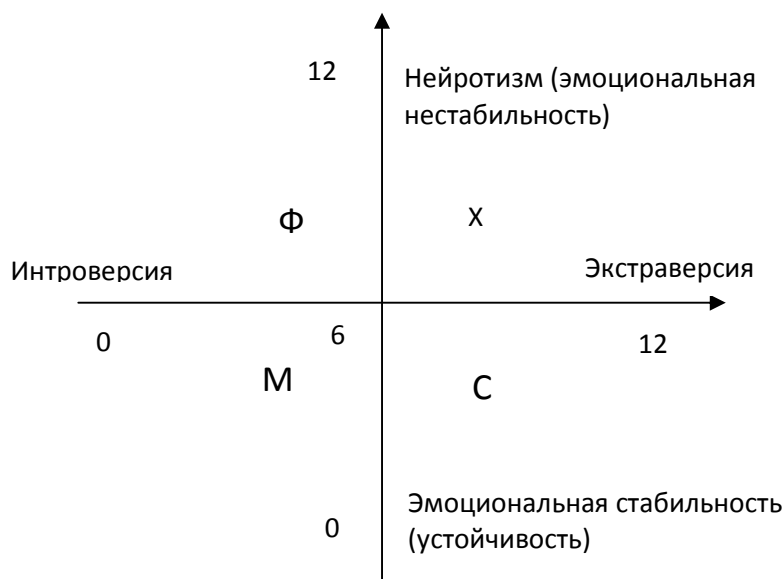 12
Нейротизм (эмоциональная
нестабильность)
Ф
Х
Интроверсия
Экстраверсия
0
6
12
М
С
Эмоциональная стабильность
(устойчивость)
0